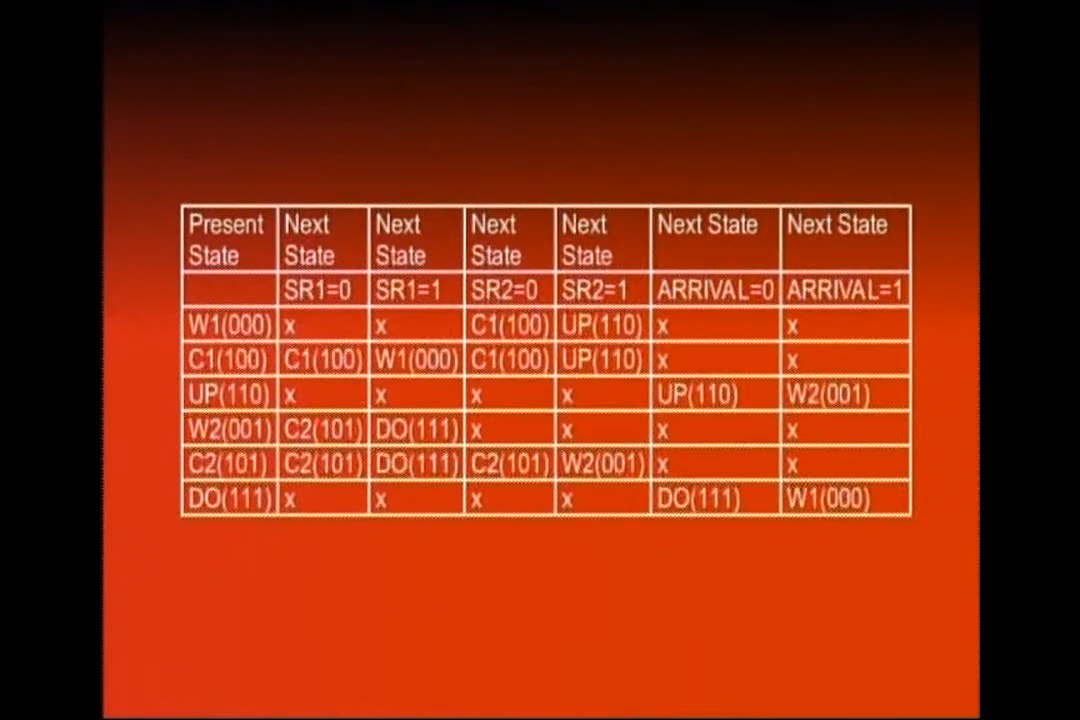 Present State | Next State | Next State | Next State | Next State | Next State | Next State
 | SR1=0 | SR1=1 | SR2=0 | SR2=1 | ARRIVAL=0 | ARRIVAL=1
W1(000) | x | x | C1(100) | UP(110) | x | x
C1(100) | C1(100) | W1(000) | C1(100) | UP(110) | x | x
UP(110) | x | x | x | x | UP(110) | W2(001)
W2(001) | C2(101) | DO(111) | x | x | x | x
C2(101) | C2(101) | DO(111) | C2(101) | W2(001) | x | x
DO(111) | x | x | x | x | DO(111) | W1(000)